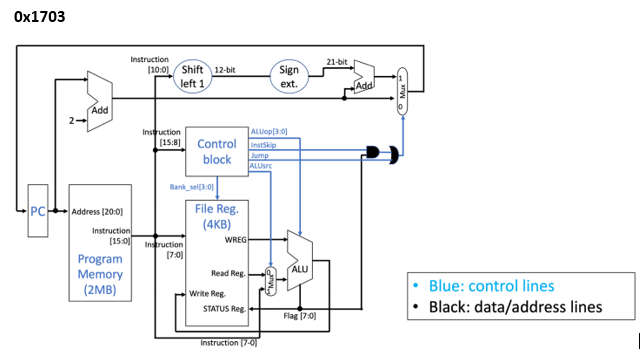 0x1703
Instruction
[10:0]
Shift
left 1
12-bit
Sign
ext.
21-bit
Add
1
Mux
0
Add
2
Instruction
[15:8]
Control
block
ALUop[3:0]
InstSkip
Jump
ALUsrc
Bank_sel[3:0]
PC
Address [20:0]
Instruction
[15:0]
Program
Memory
(2MB)
Instruction
[7:0]
File Reg.
(4KB)
WREG
Read Reg.
Write Reg.
STATUS Reg.
0
Mux
1
ALU
Flag [7:0]
Instruction [7-0]
• Blue: control lines
• Black: data/address lines